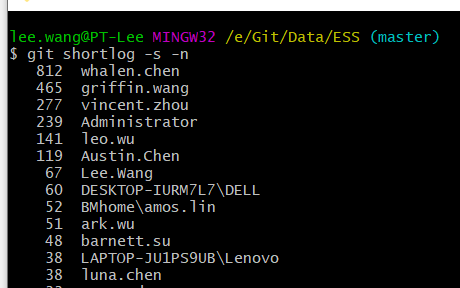 lee.wang@PT-Lee MINGW32 /e/Git/Data/ESS (master)
$ git shortlog -s -n
812 whalen.chen
465 griffin.wang
277 vincent.zhou
239 Administrator
141 leo.wu
119 Austin.Chen
67 Lee.Wang
60 DESKTOP-IURM7L7\DELL
52 BMhome\amos.lin
51 ark.wu
48 barnett.su
38 LAPTOP-JU1PS9UB\Lenovo
38 luna.chen